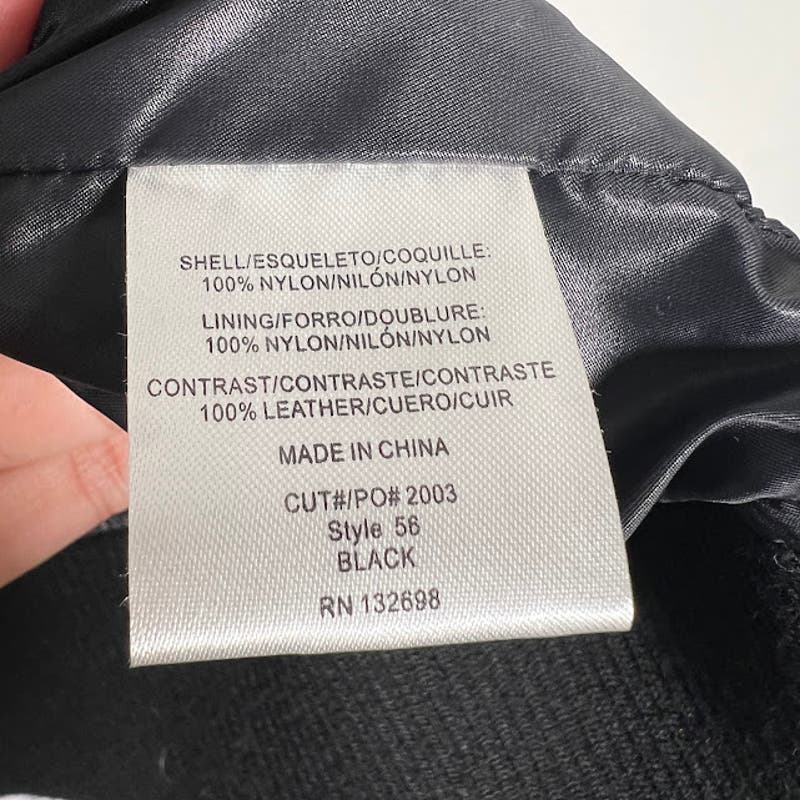 SHELL/ESQUELETO/COQUILLE:
100% NYLON/NILÓN/NYLON
LINING/FORRO/DOUBLURE:
100% NYLON/NILÓN/NYLON
CONTRAST/CONTRASTE/CONTRASTE
100% LEATHER/CUERO/CUIR
MADE IN CHINA
CUT#/PO# 2003
Style 56
BLACK
RN 132698